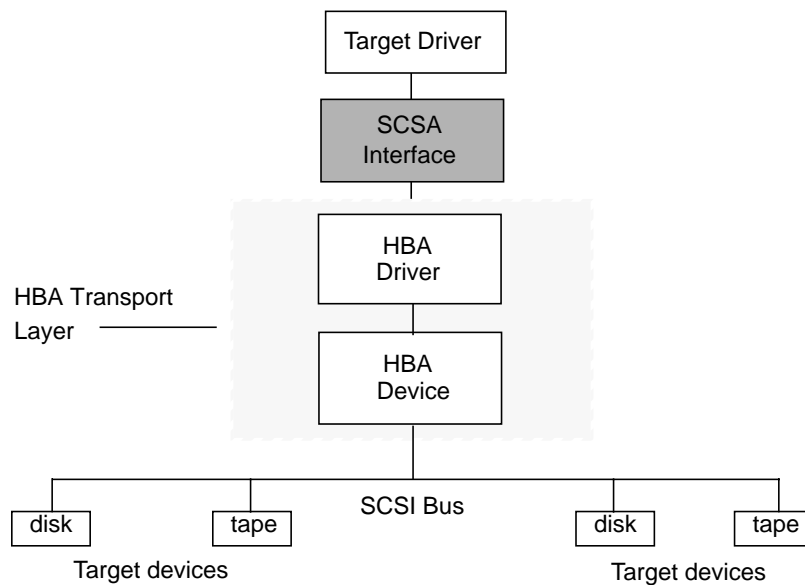 Target Driver
SCSA
Interface
HBA
Driver
HBA Transport
Layer
HBA
Device
SCSI Bus
disk
tape
disk
tape
Target devices
Target devices